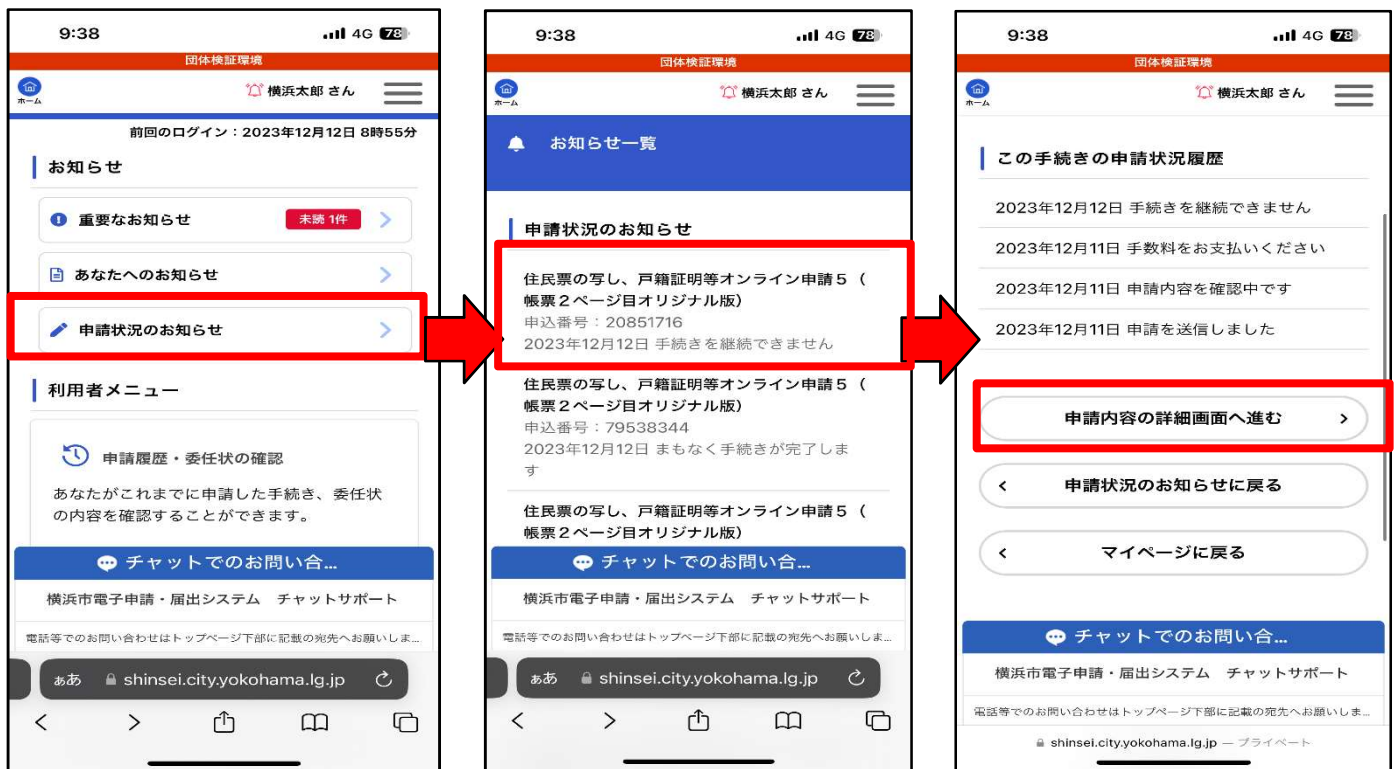 9:38
4G 78
団体検証環境
ホーム
横浜太郎 さん
前回のログイン：2023年12月12日 8時55分
お知らせ
重要なお知らせ
未読 1件
あなたへのお知らせ
申請状況のお知らせ
利用者メニュー
申請履歴・委任状の確認
あなたがこれまでに申請した手続き、委任状
の内容を確認することができます。
チャットでのお問い合...
横浜市電子申請・届出システム　チャットサポート
電話等でのお問い合わせはトップページ下部に記載の宛先へお願いしま...
ぁあ
shinsei.city.yokohama.lg.jp
9:38
4G 78
団体検証環境
ホーム
横浜太郎 さん
お知らせ一覧
申請状況のお知らせ
住民票の写し、戸籍証明等オンライン申請５（
帳票２ページ目オリジナル版）
申込番号：20851716
2023年12月12日 手続きを継続できません
住民票の写し、戸籍証明等オンライン申請５（
帳票２ページ目オリジナル版）
申込番号：79538344
2023年12月12日 まもなく手続きが完了しま
す
住民票の写し、戸籍証明等オンライン申請５（
帳票２ページ目オリジナル版）
チャットでのお問い合...
横浜市電子申請・届出システム　チャットサポート
電話等でのお問い合わせはトップページ下部に記載の宛先へお願いしま...
ぁあ
shinsei.city.yokohama.lg.jp
9:38
4G 78
団体検証環境
ホーム
横浜太郎 さん
この手続きの申請状況履歴
2023年12月12日 手続きを継続できません
2023年12月11日 手数料をお支払いください
2023年12月11日 申請内容を確認中です
2023年12月11日 申請を送信しました
申請内容の詳細画面へ進む
申請状況のお知らせに戻る
マイページに戻る
チャットでのお問い合...
横浜市電子申請・届出システム　チャットサポート
電話等でのお問い合わせはトップページ下部に記載の宛先へお願いしま...
shinsei.city.yokohama.lg.jp — プライベート